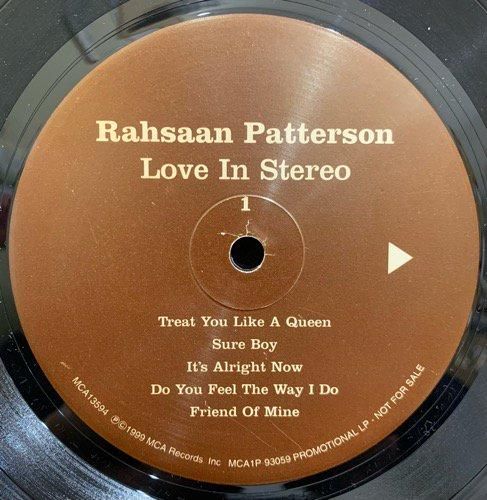 Rahsaan Patterson
Love In Stereo
1
Treat You Like A Queen
Sure Boy
It's Alright Now
Do You Feel The Way I Do
Friend Of Mine
MCA13594 ℗©1999 MCA Records Inc MCA1P 93059 PROMOTIONAL LP - NOT FOR SALE